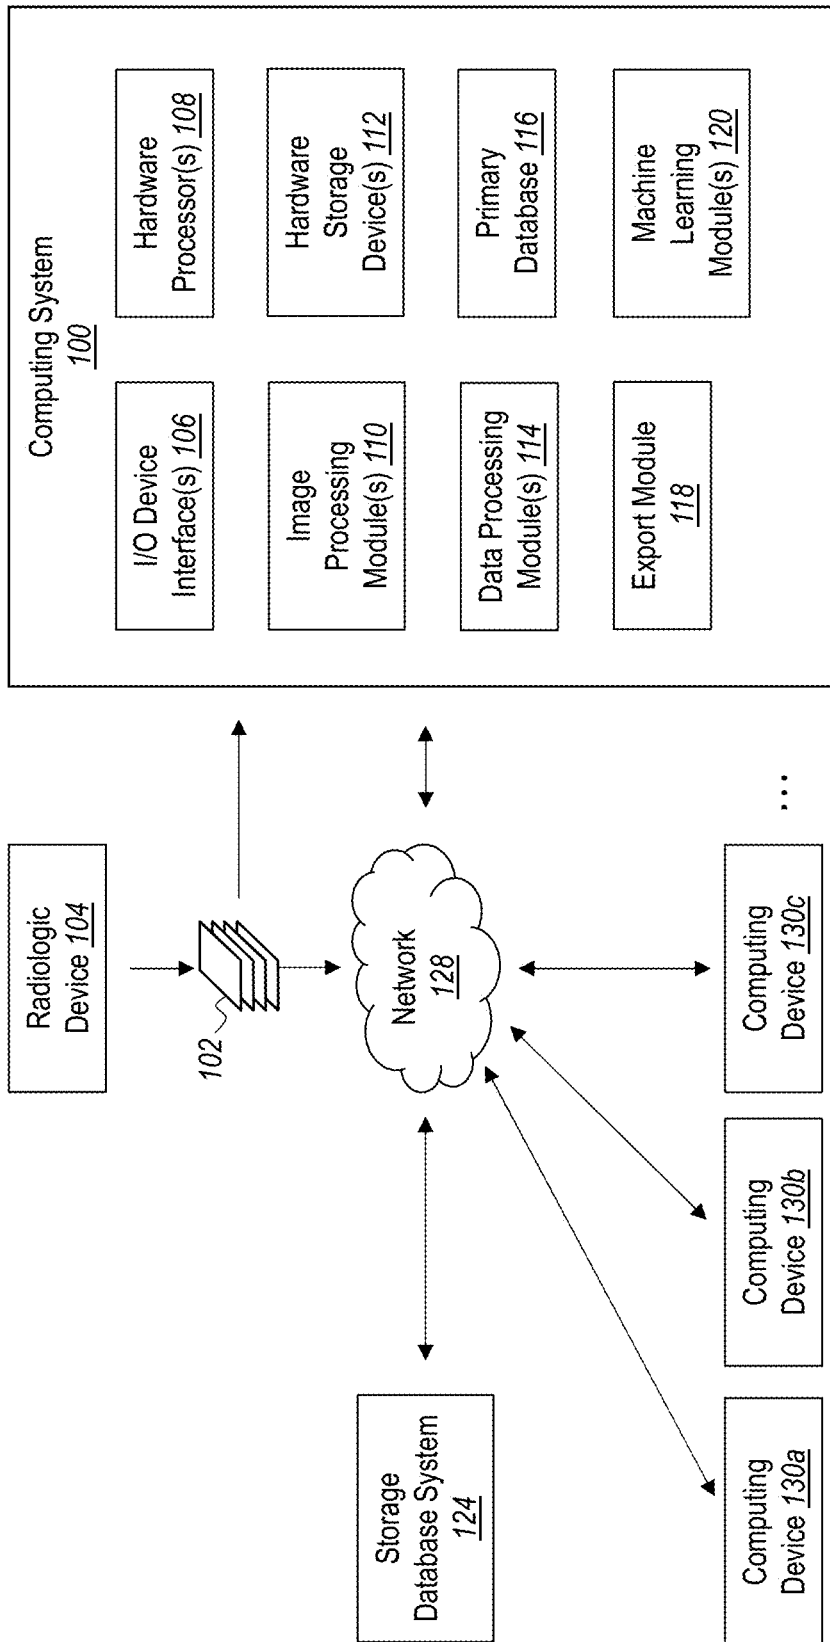 Radiologic
Device 104
102
Network
128
Storage
Database System
124
Computing
Device 130a
Computing
Device 130b
Computing
Device 130c
...
Computing System
100
I/O Device
Interface(s) 106
Hardware
Processor(s) 108
Image
Processing
Module(s) 110
Hardware
Storage
Device(s) 112
Data Processing
Module(s) 114
Primary
Database 116
Export Module
118
Machine
Learning
Module(s) 120